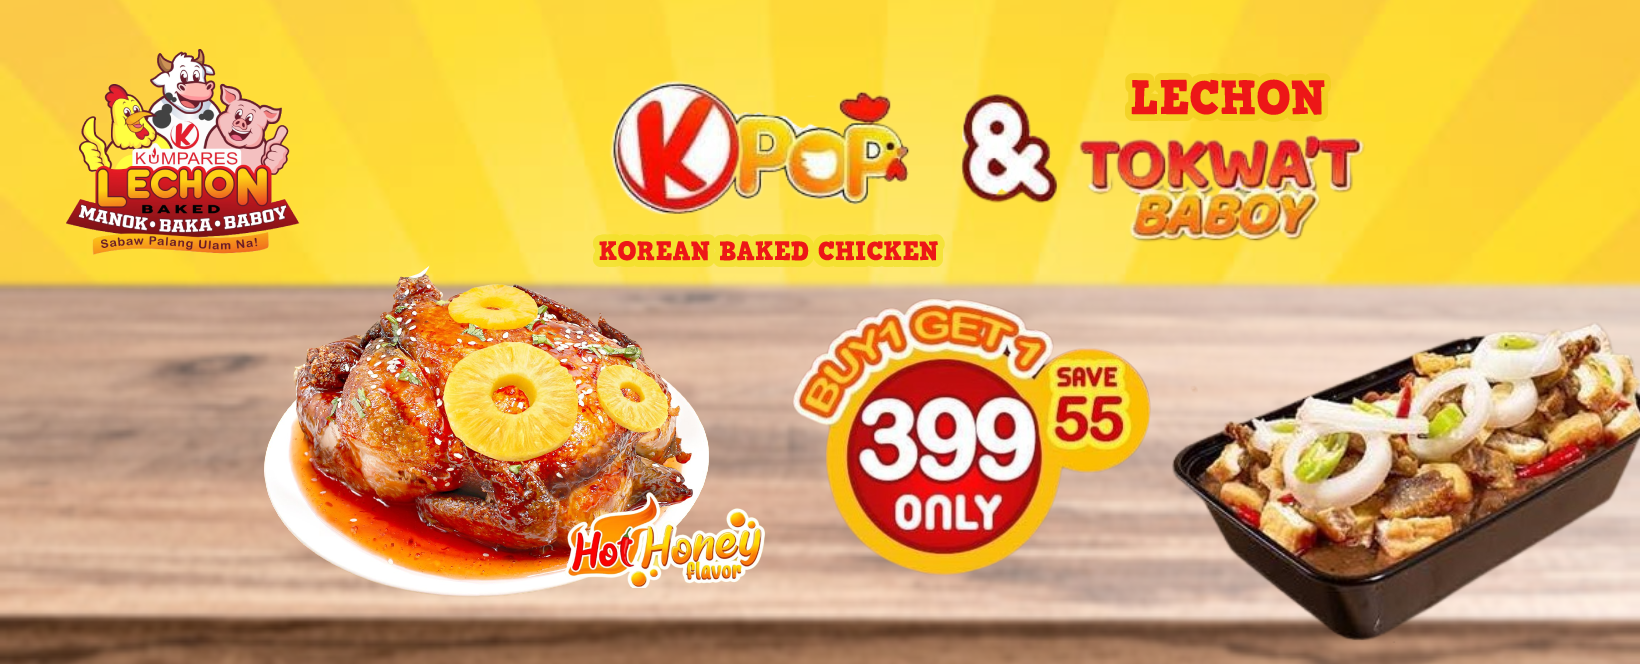 K
KUMPARES
LECHON
BAKED
MANOK • BAKA • BABOY
Sabaw Palang Ulam Na!
KPOP
KOREAN BAKED CHICKEN
&
LECHON
TOKWA'T
BABOY
BUY1 GET 1
399
ONLY
SAVE
55
Hot Honey
flavor